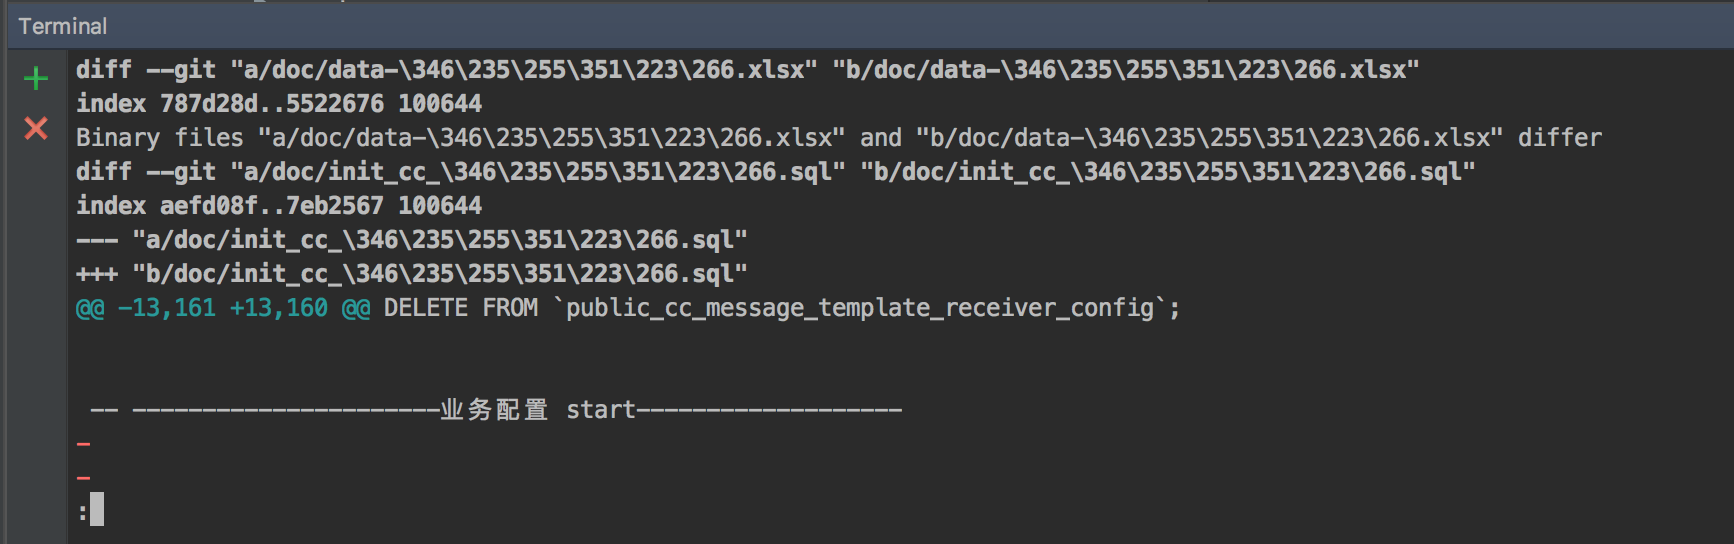 Terminal
diff --git "a/doc/data-\346\235\255\351\223\266.xlsx" "b/doc/data-\346\235\255\351\223\266.xlsx"
index 787d28d..5522676 100644
Binary files "a/doc/data-\346\235\255\351\223\266.xlsx" and "b/doc/data-\346\235\255\351\223\266.xlsx" differ
diff --git "a/doc/init_cc_\346\235\255\351\223\266.sql" "b/doc/init_cc_\346\235\255\351\223\266.sql"
index aefd08f..7eb2567 100644
--- "a/doc/init_cc_\346\235\255\351\223\266.sql"
+++ "b/doc/init_cc_\346\235\255\351\223\266.sql"
@@ -13,161 +13,160 @@ DELETE FROM `public_cc_message_template_receiver_config`;
-- ----------------------业务配置 start-------------------
-
-
: